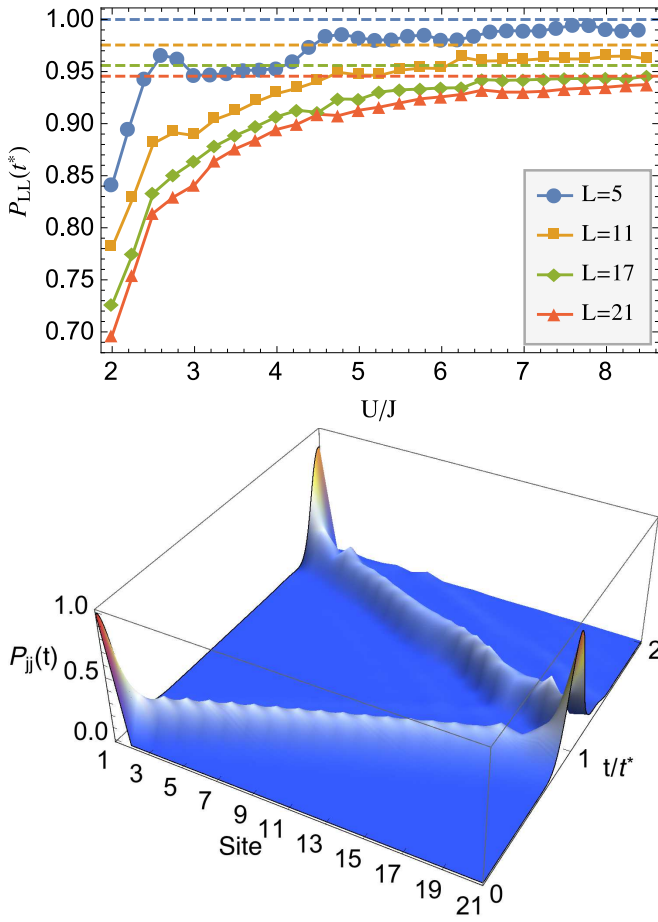 1.00
0.95
0.90
0.85
0.80
0.75
0.70
P_LL(t*)
L=5
L=11
L=17
L=21
2 3 4 5 6 7 8
U/J
1.0
P_jj(t)
0.5
0.0
1 3 5 7 9 11 13 15 17 19 21
Site
0 1 2
t/t*